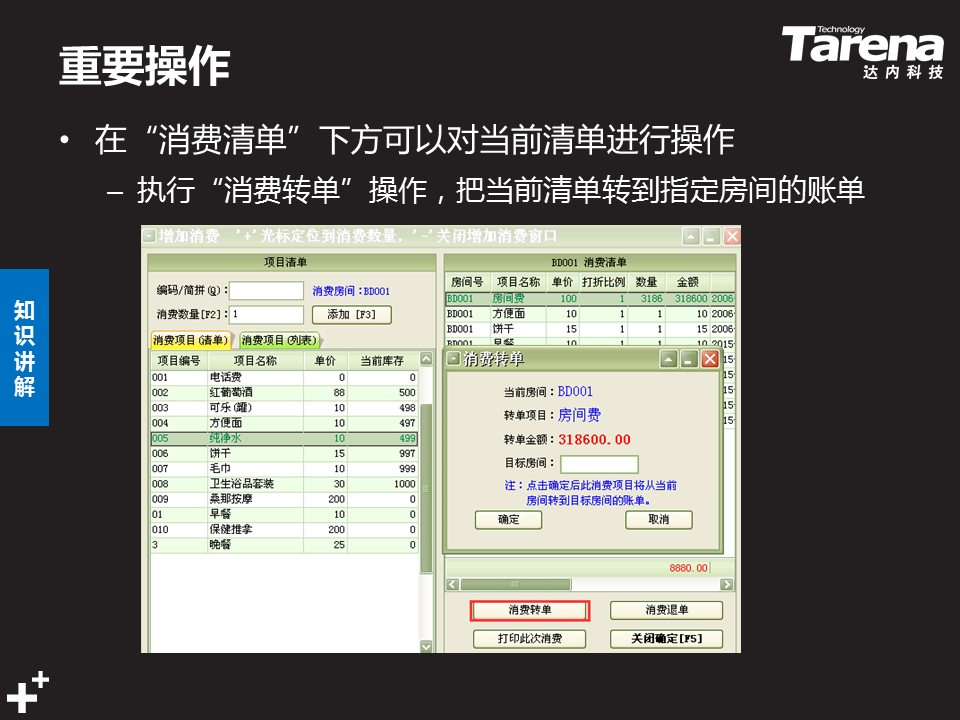 重要操作
Technology
Tarena
达内科技
• 在“消费清单”下方可以对当前清单进行操作
– 执行“消费转单”操作，把当前清单转到指定房间的账单
知识讲解
增加消费 '+'光标定位到消费数量，'-'关闭增加消费窗口
项目清单
编码/简拼(Q): 消费房间:BD001
消费数量[F2]: 1 添加 [F3]
消费项目(清单) 消费项目(列表)
项目编号 项目名称 单价 当前库存
001 电话费 0 0
002 红葡萄酒 88 500
003 可乐(罐) 10 498
004 方便面 10 497
005 纯净水 10 499
006 饼干 15 997
007 毛巾 10 999
008 卫生浴品套装 30 1000
009 桑那按摩 200 0
01 早餐 10 0
010 保健推拿 200 0
3 晚餐 25 0
BD001 消费清单
房间号 项目名称 单价 打折比例 数量 金额
BD001 房间费 100 1 3186 318600 2006-
BD001 方便面 10 1 1 10 2006-
BD001 饼干 15 1 1 15 2006-
BD001 早餐 10 1 1 10 2015-
消费转单
当前房间:BD001
转单项目:房间费
转单金额:318600.00
目标房间:
注:点击确定后此消费项目将从当前
房间转到目标房间的账单。
确定 取消
8880.00
消费转单 消费退单
打印此次消费 关闭确定[F5]